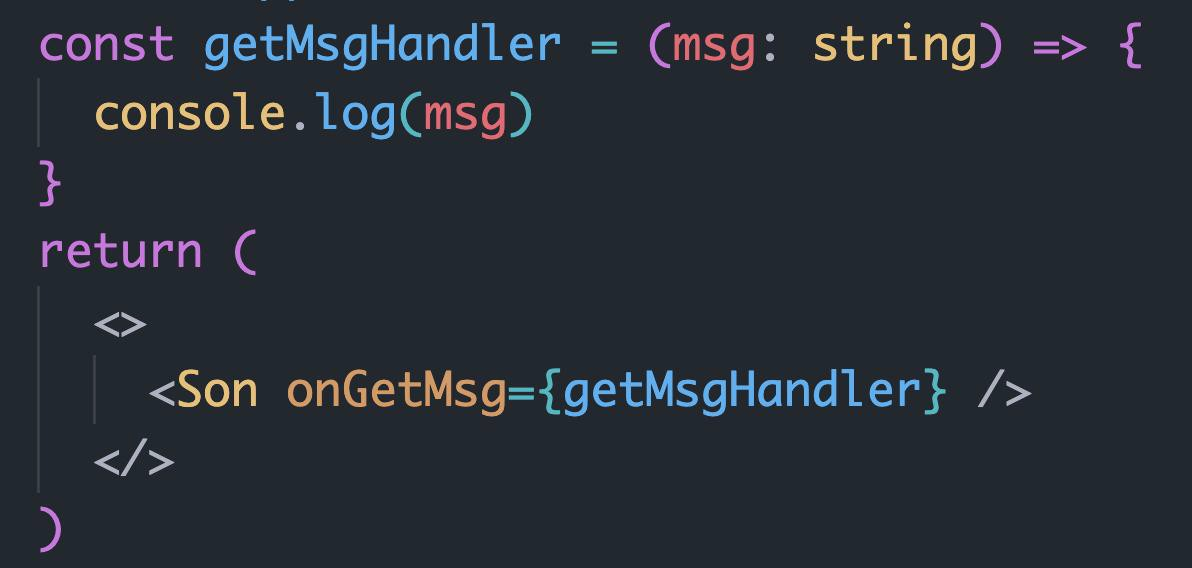 const getMsgHandler = (msg: string) => {
  console.log(msg)
}
return (
  <>
    <Son onGetMsg={getMsgHandler} />
  </>
)